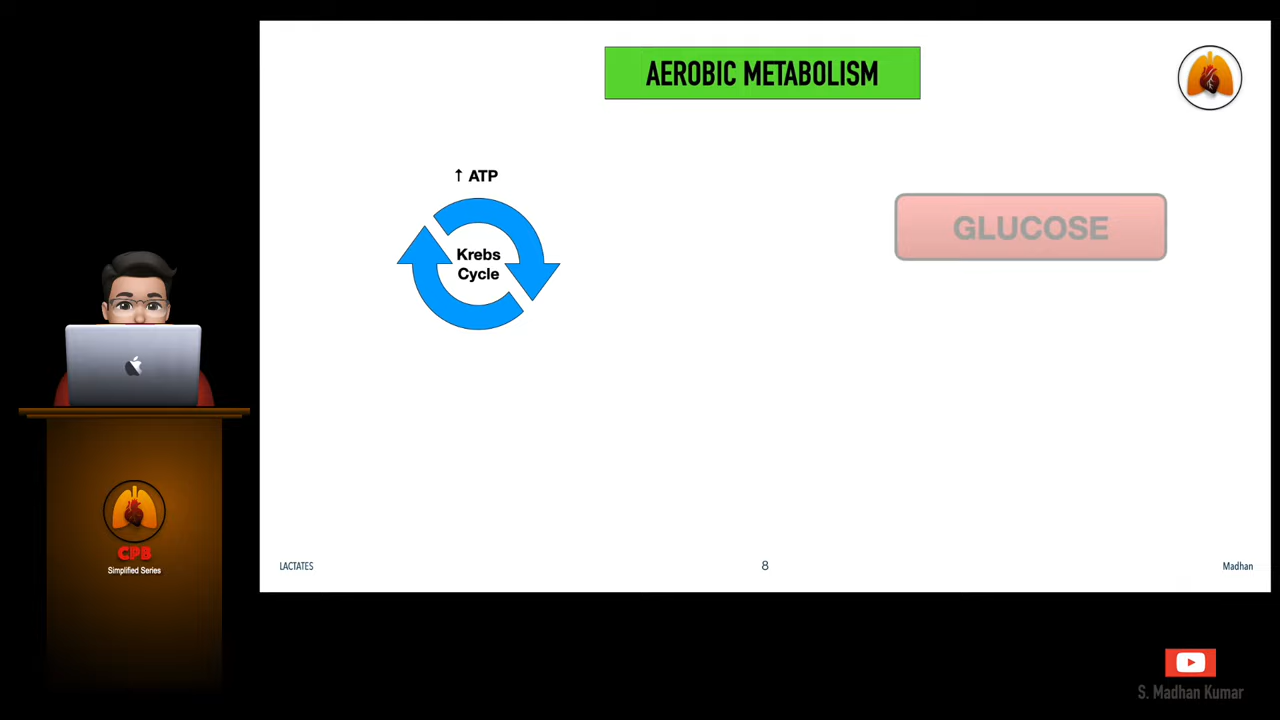 AEROBIC METABOLISM
↑ ATP
Krebs
Cycle
GLUCOSE
CPB
Simplified Series
LACTATES
8
Madhan
S. Madhan Kumar